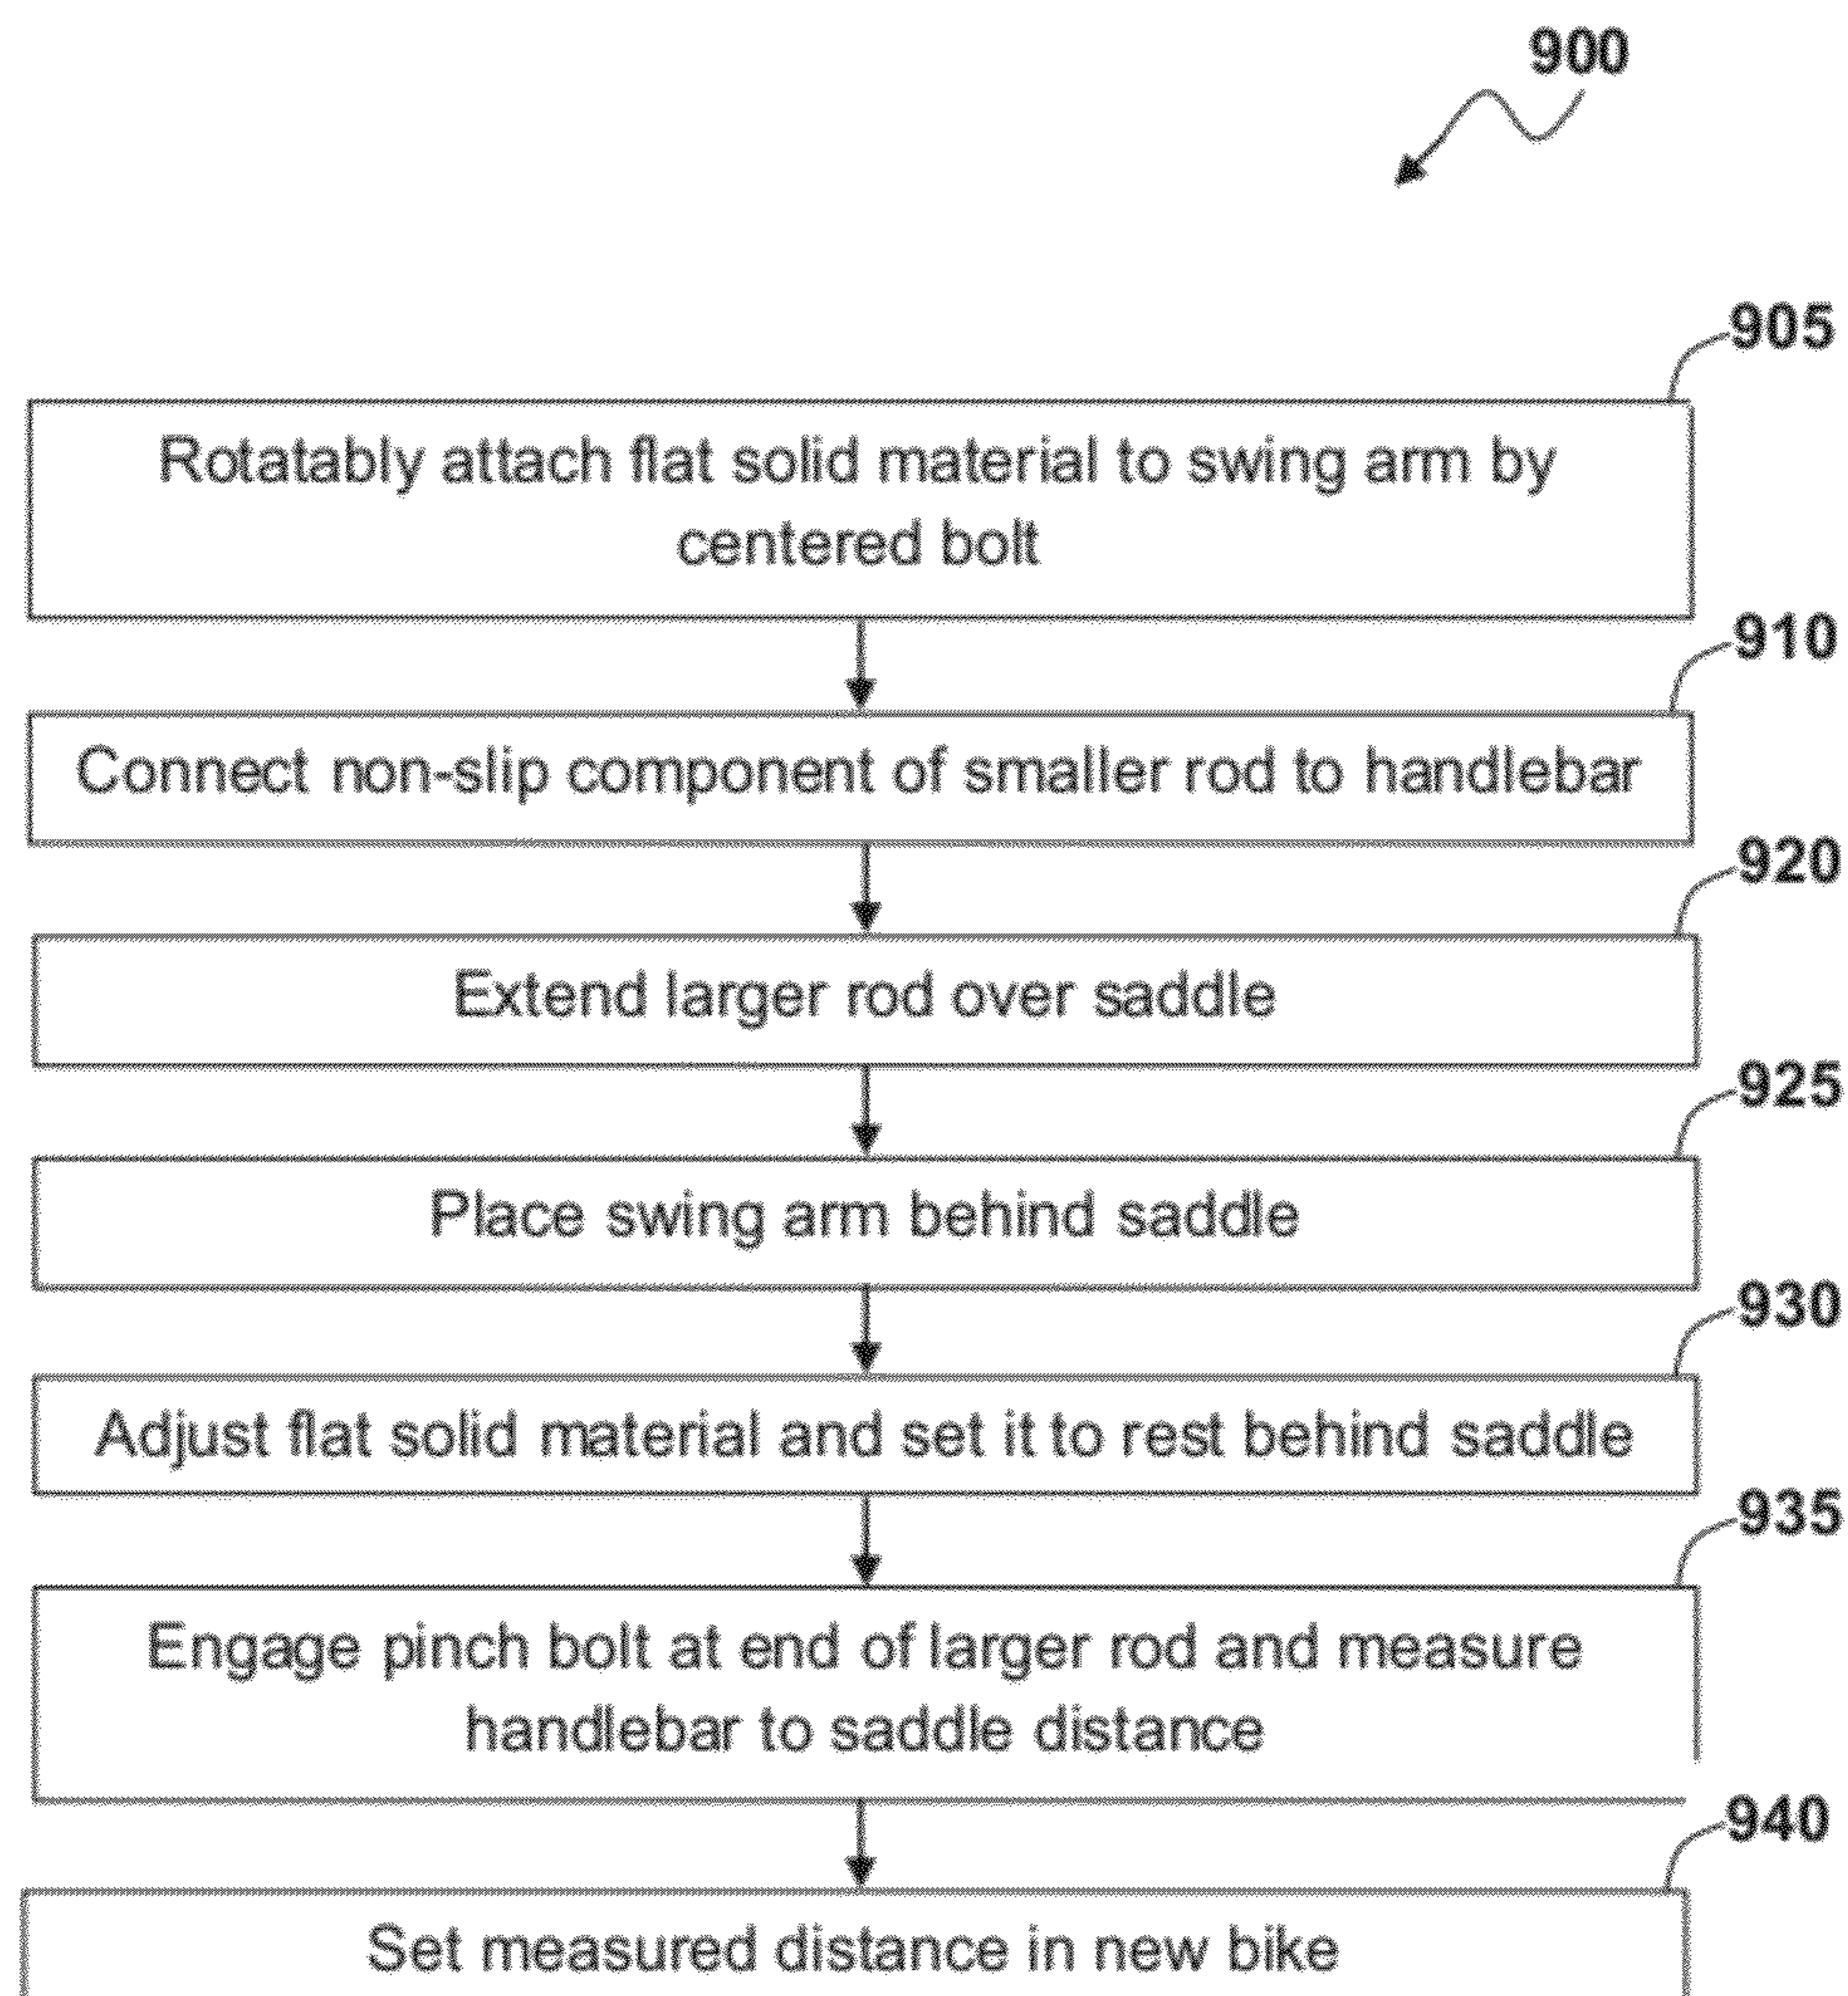 900
905
Rotatably attach flat solid material to swing arm by
centered bolt
910
Connect non-slip component of smaller rod to handlebar
920
Extend larger rod over saddle
925
Place swing arm behind saddle
930
Adjust flat solid material and set it to rest behind saddle
935
Engage pinch bolt at end of larger rod and measure
handlebar to saddle distance
940
Set measured distance in new bike